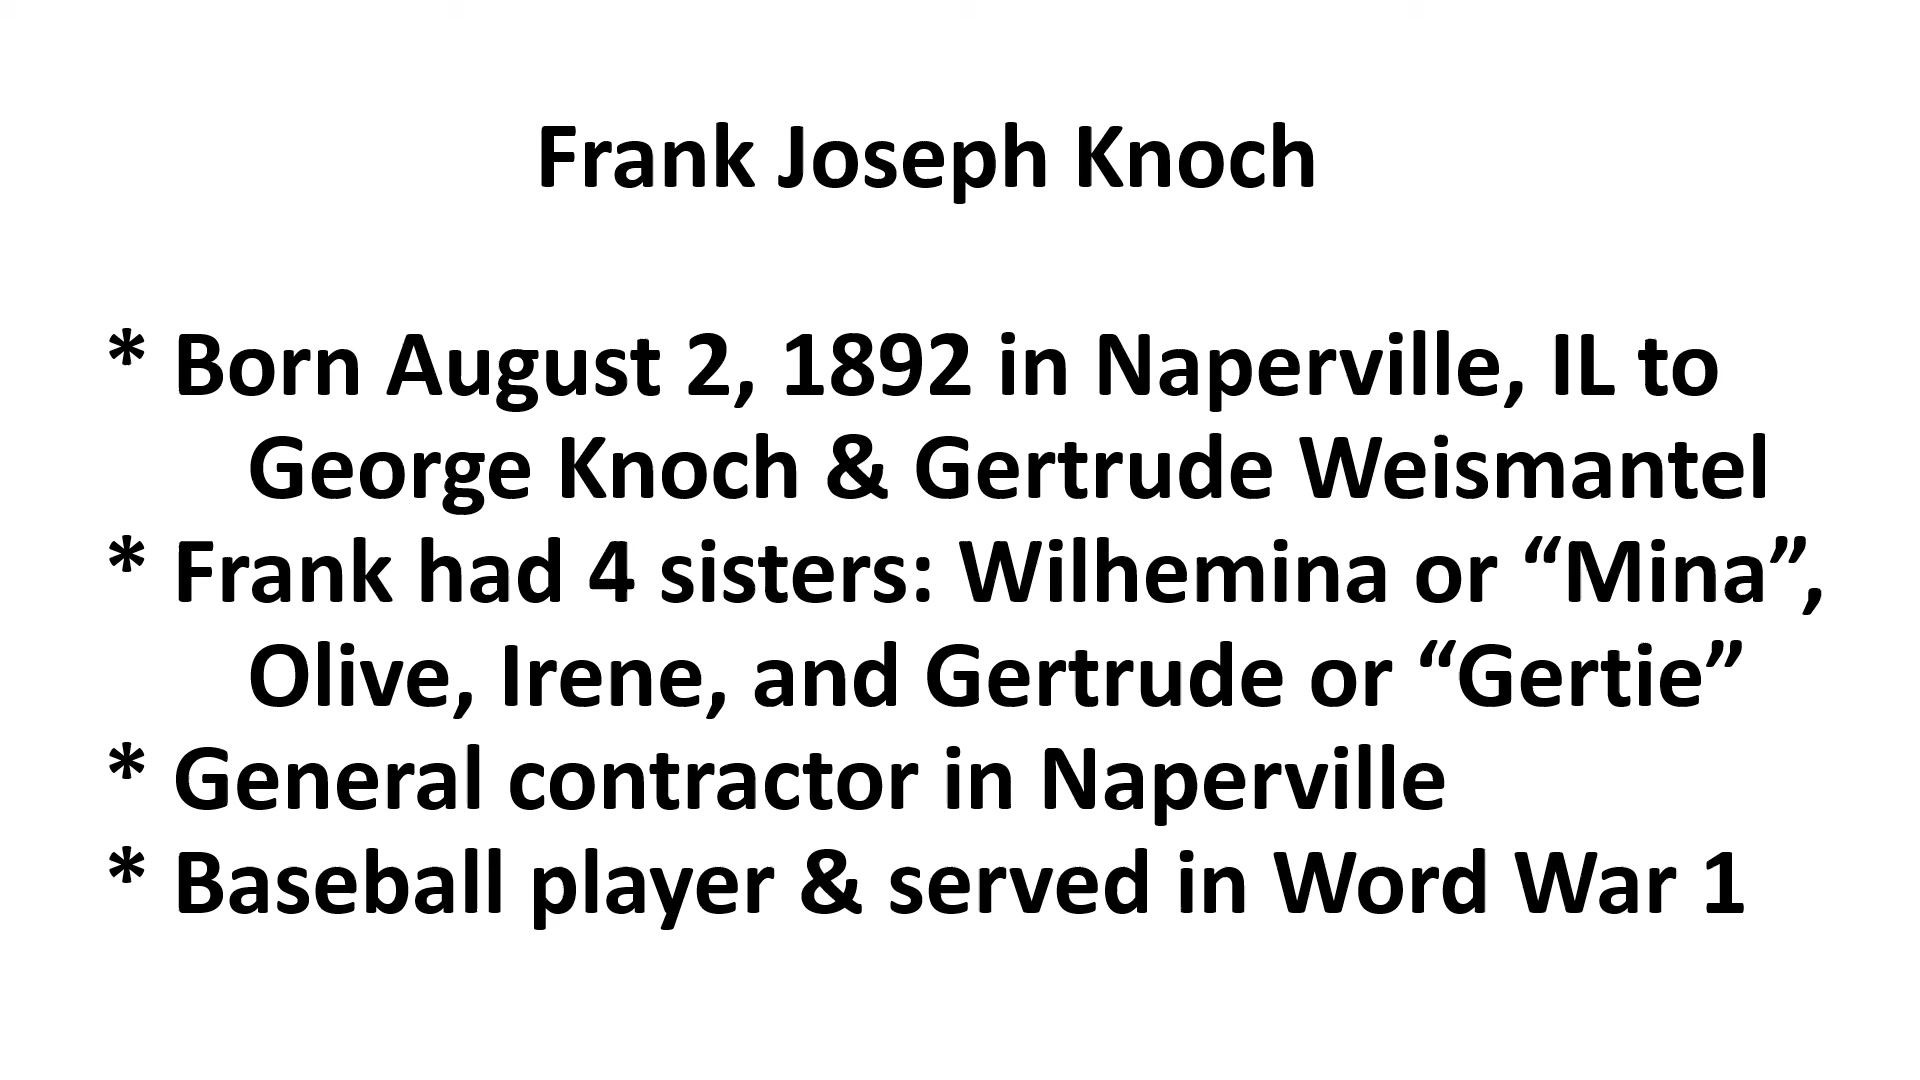 Frank Joseph Knoch
* Born August 2, 1892 in Naperville, IL to
George Knoch & Gertrude Weismantel
* Frank had 4 sisters: Wilhemina or “Mina”,
Olive, Irene, and Gertrude or “Gertie”
* General contractor in Naperville
* Baseball player & served in Word War 1